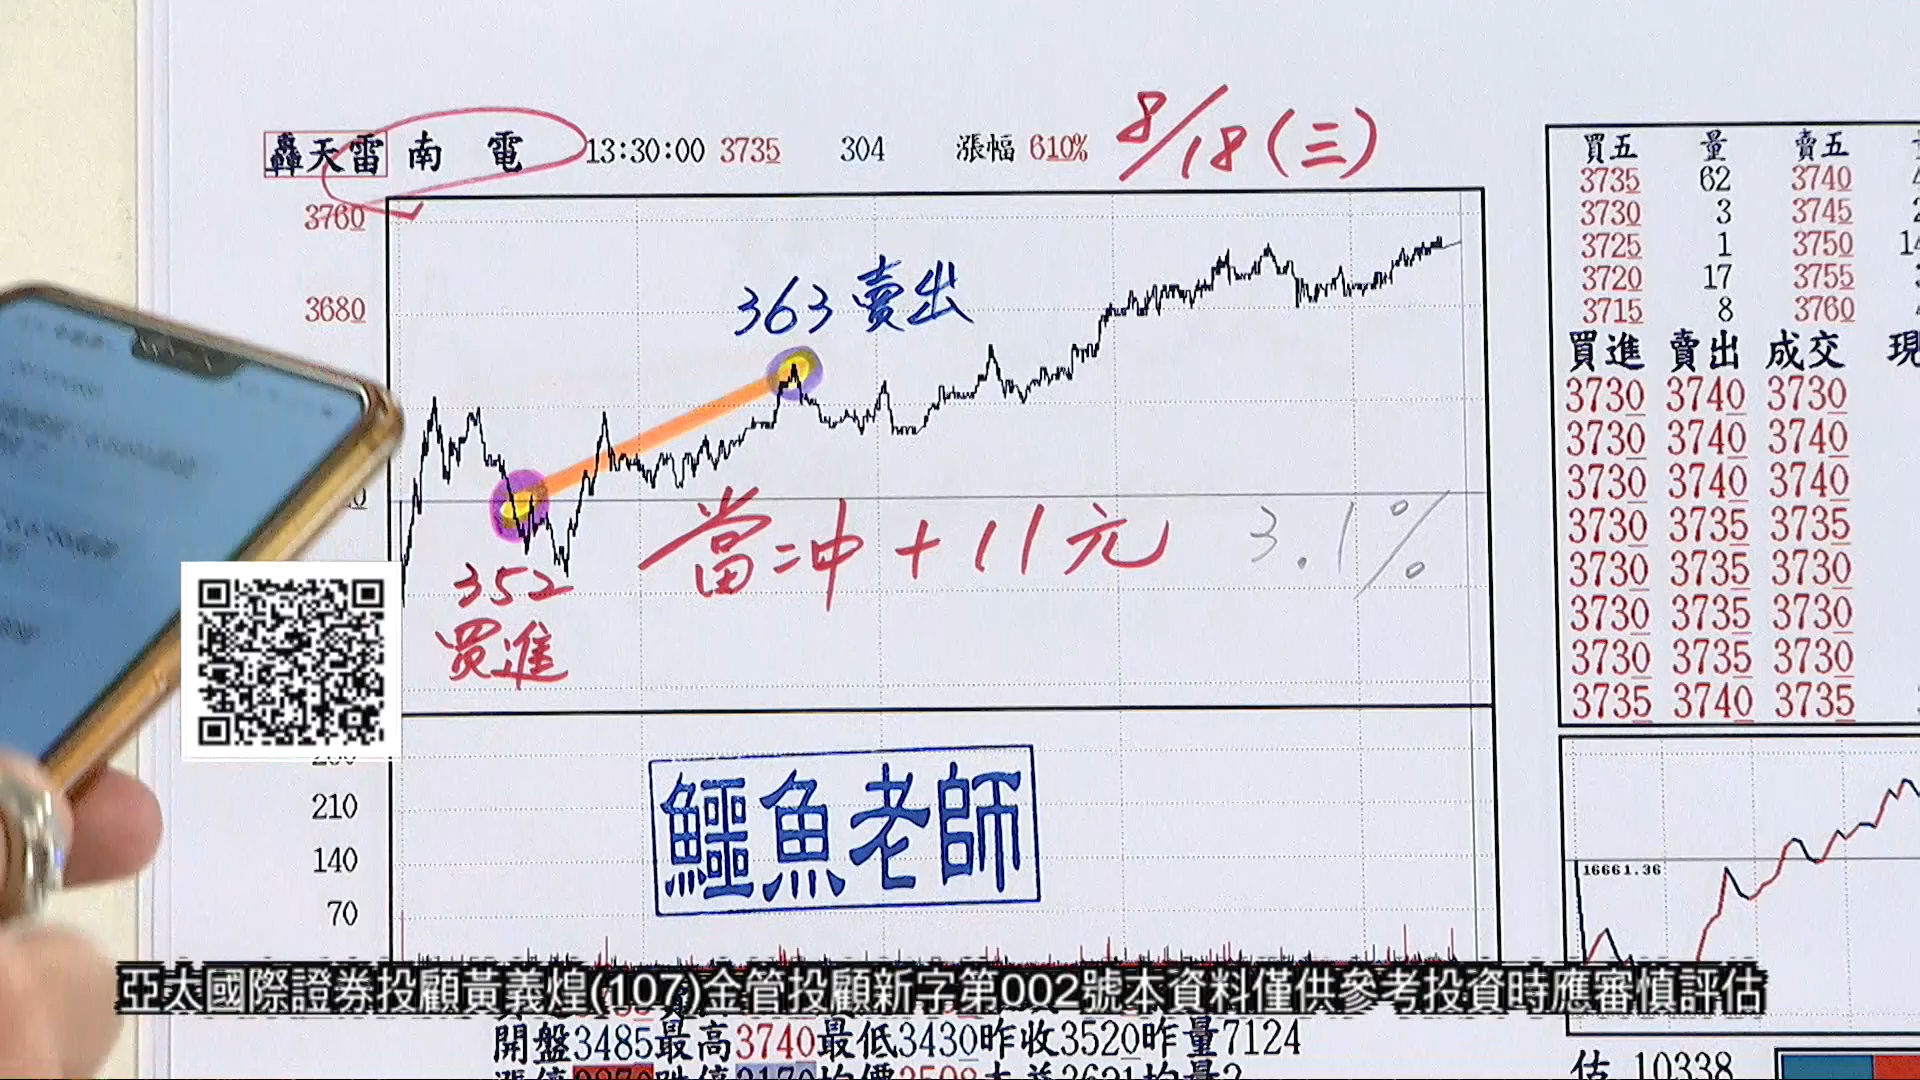 轟天雷 南 電 13:30:00 3735 304 漲幅 610% 8/18(三)
3760
3680
363 賣出
352
買進
當冲+11元 3.1%
210
140
70
鱷魚老師
買五 量 賣五
3735 62 3740
3730 3 3745
3725 1 3750
3720 17 3755
3715 8 3760
買進 賣出 成交 現
3730 3740 3730
3730 3740 3740
3730 3740 3740
3730 3735 3735
3730 3735 3730
3730 3735 3730
3730 3735 3730
3735 3740 3735
16661.36
亞太國際證券投顧黃義煌(107)金管投顧新字第002號本資料僅供參考投資時應審慎評估
開盤3485最高3740最低3430昨收3520昨量7124
估 10338